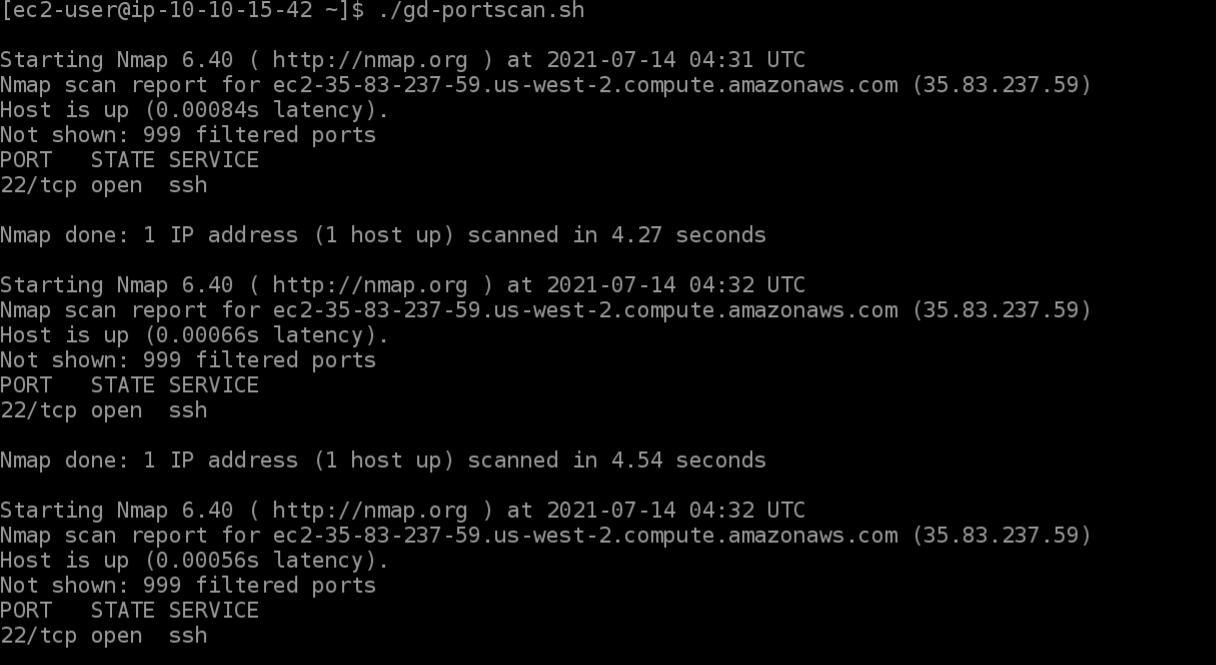 [ec2-user@ip-10-10-15-42 ~]$ ./gd-portscan.sh
Starting Nmap 6.40 ( http://nmap.org ) at 2021-07-14 04:31 UTC
Nmap scan report for ec2-35-83-237-59.us-west-2.compute.amazonaws.com (35.83.237.59)
Host is up (0.00084s latency).
Not shown: 999 filtered ports
PORT   STATE SERVICE
22/tcp open  ssh
Nmap done: 1 IP address (1 host up) scanned in 4.27 seconds
Starting Nmap 6.40 ( http://nmap.org ) at 2021-07-14 04:32 UTC
Nmap scan report for ec2-35-83-237-59.us-west-2.compute.amazonaws.com (35.83.237.59)
Host is up (0.00066s latency).
Not shown: 999 filtered ports
PORT   STATE SERVICE
22/tcp open  ssh
Nmap done: 1 IP address (1 host up) scanned in 4.54 seconds
Starting Nmap 6.40 ( http://nmap.org ) at 2021-07-14 04:32 UTC
Nmap scan report for ec2-35-83-237-59.us-west-2.compute.amazonaws.com (35.83.237.59)
Host is up (0.00056s latency).
Not shown: 999 filtered ports
PORT   STATE SERVICE
22/tcp open  ssh